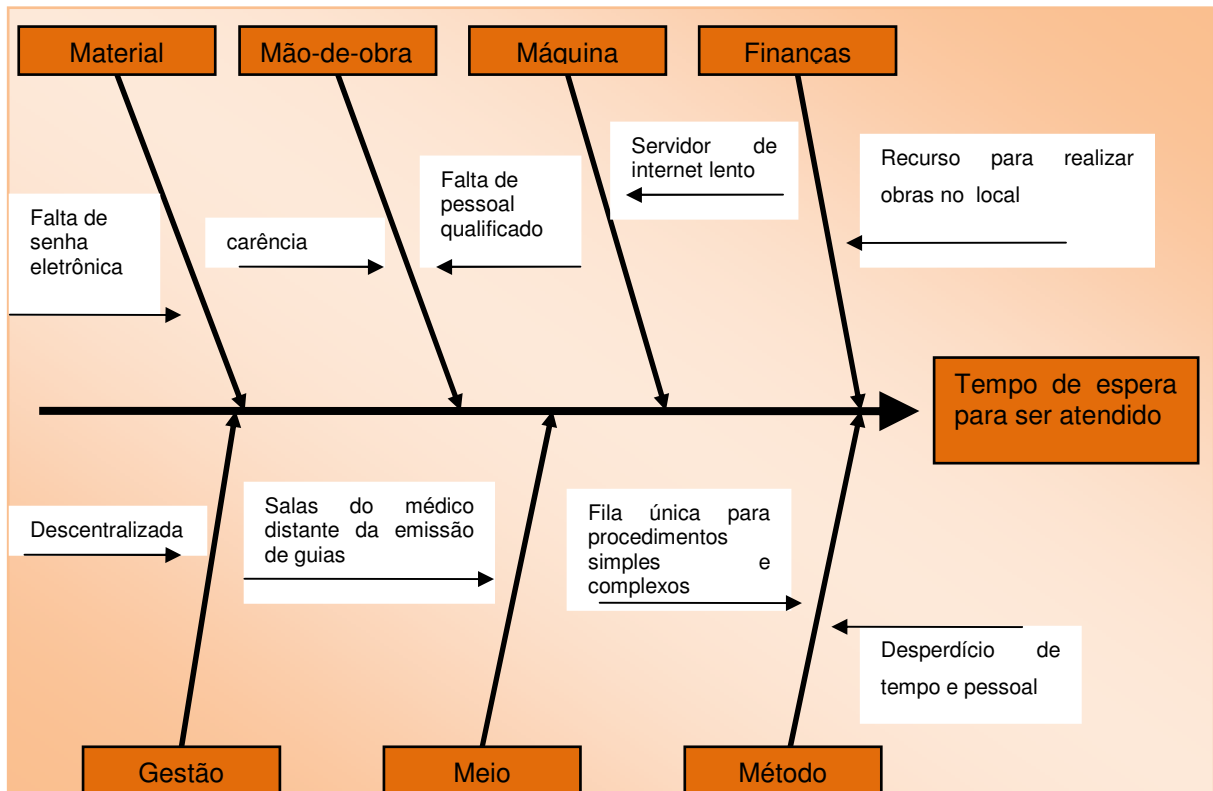 Material
Mão-de-obra
Máquina
Finanças
Falta de
senha
eletrônica
carência
Falta de
pessoal
qualificado
Servidor de
internet lento
Recurso para realizar
obras no local
Tempo de espera
para ser atendido
Descentralizada
Salas do médico
distante da emissão
de guias
Fila única para
procedimentos
simples e
complexos
Desperdício de
tempo e pessoal
Gestão
Meio
Método